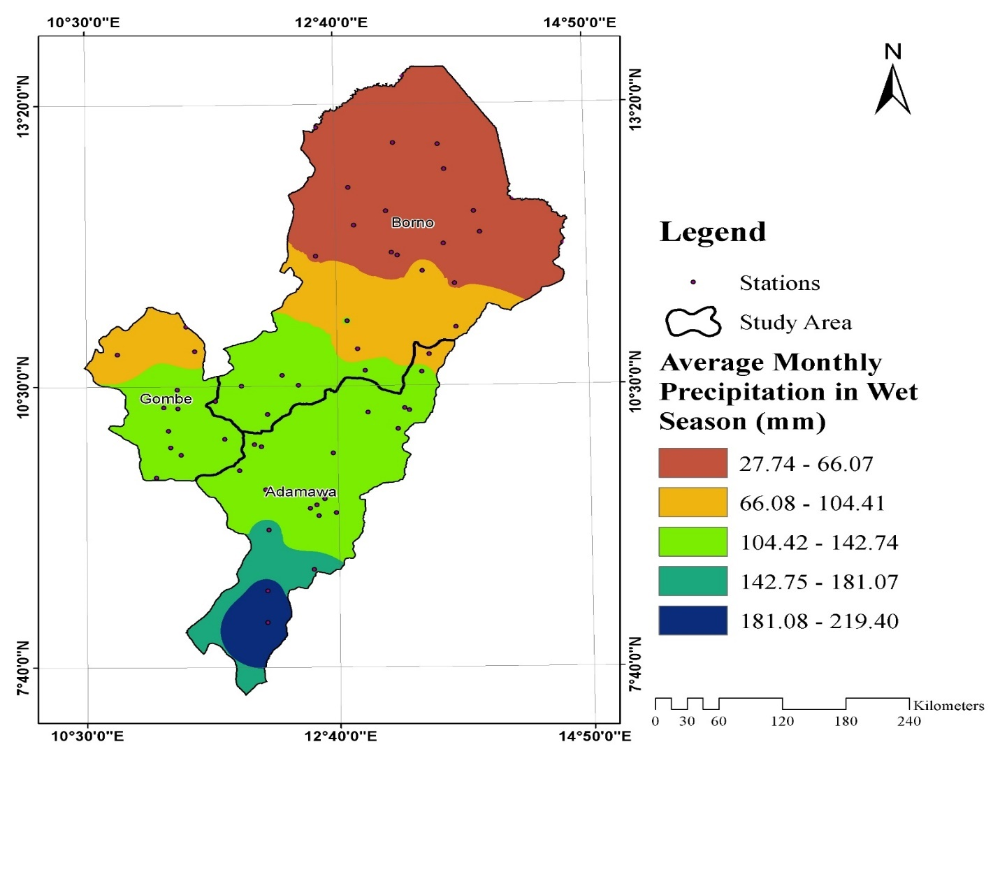 10°30'0"E 12°40'0"E 14°50'0"E
N
13°20'0"N 13°20'0"N
Borno
Legend
Stations
Study Area
Average Monthly
Precipitation in Wet
Season (mm)
10°30'0"N 10°30'0"N
Gombe
27.74 - 66.07
Adamawa
66.08 - 104.41
104.42 - 142.74
142.75 - 181.07
181.08 - 219.40
7°40'0"N 7°40'0"N
Kilometers
0 30 60 120 180 240
10°30'0"E 12°40'0"E 14°50'0"E